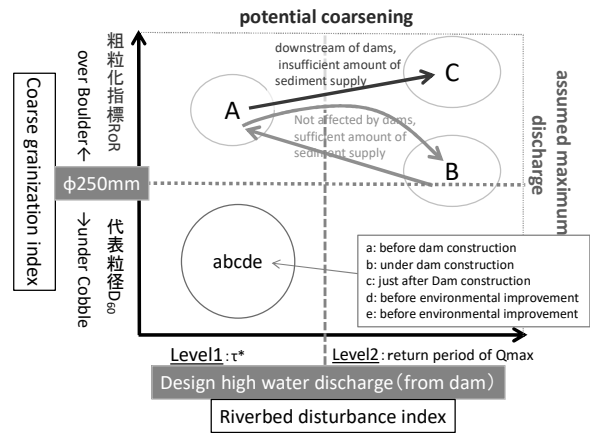 potential coarsening
粗粒化指標RoR
over Boulder←
downstream of dams,
insufficient amount of
sediment supply
C
A
Not affected by dams,
sufficient amount of
sediment supply
B
assumed maximum
discharge
Coarse grainization index
φ250mm
→under Cobble
代表粒径D60
abcde
a: before dam construction
b: under dam construction
c: just after Dam construction
d: before environmental improvement
e: before environmental improvement
Level1:τ*
Level2:return period of Qmax
Design high water discharge(from dam)
Riverbed disturbance index